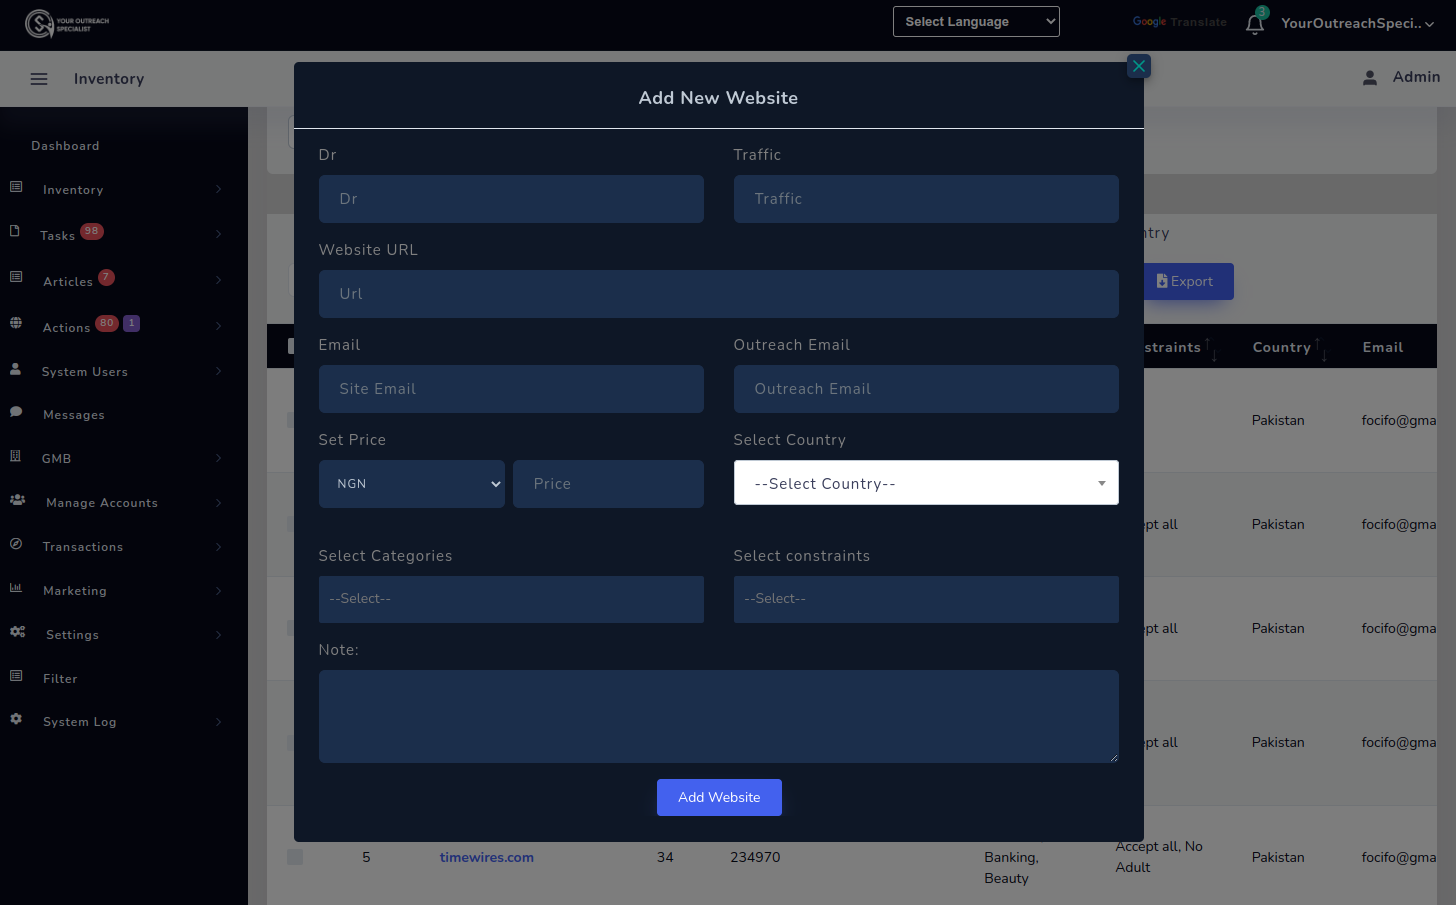 YOUR OUTREACH
SPECIALIST
Select Language
Google Translate
3
YourOutreachSpeci..
Inventory
Admin
Dashboard
Inventory
Tasks 98
Articles 7
Actions 80 1
System Users
Messages
GMB
Manage Accounts
Transactions
Marketing
Settings
Filter
System Log
Add New Website
Dr
Traffic
Dr
Traffic
Website URL
Url
Email
Outreach Email
Site Email
Outreach Email
Set Price
Select Country
NGN
Price
--Select Country--
Select Categories
Select constraints
--Select--
--Select--
Note:
Add Website
ntry
Export
straints
Country
Email
Pakistan
focifo@gma
ept all
Pakistan
focifo@gma
ept all
Pakistan
focifo@gma
ept all
Pakistan
focifo@gma
5
timewires.com
34
234970
Banking,
Beauty
Accept all, No
Adult
Pakistan
focifo@gma